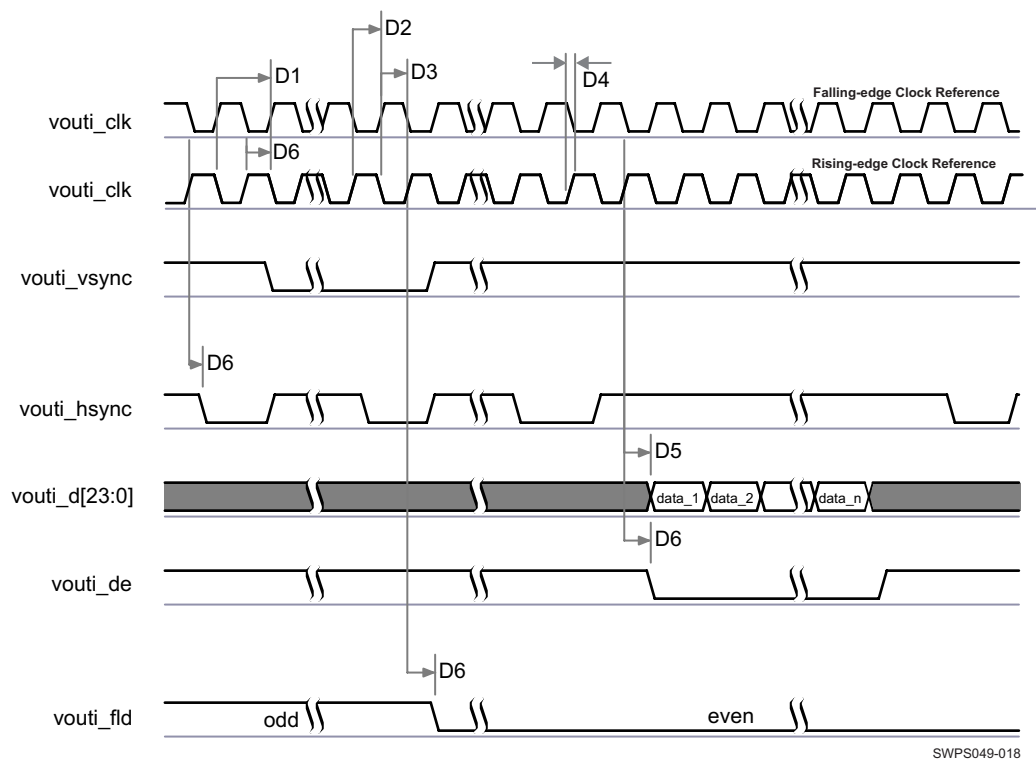 D2
D1
D3
D4
Falling-edge Clock Reference
vouti_clk
D6
Rising-edge Clock Reference
vouti_clk
vouti_vsync
D6
vouti_hsync
D5
vouti_d[23:0]
data_1
data_2
data_n
D6
vouti_de
D6
vouti_fld
odd
even
SWPS049-018